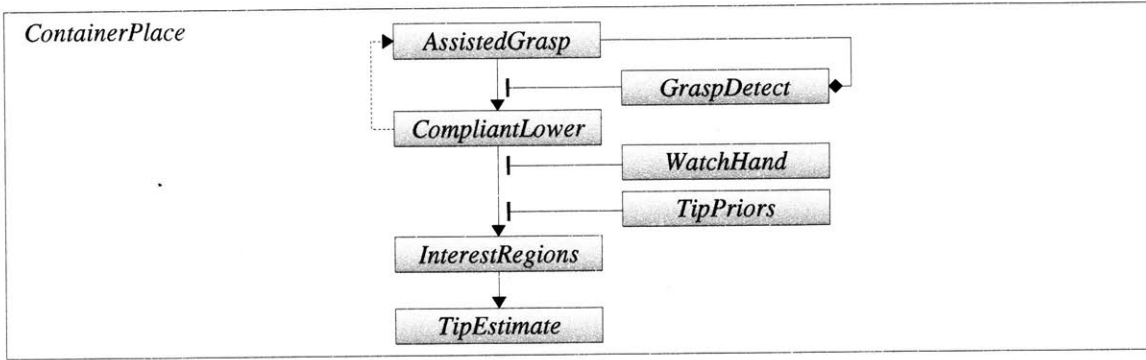 ContainerPlace
AssistedGrasp
GraspDetect
CompliantLower
WatchHand
TipPriors
InterestRegions
TipEstimate